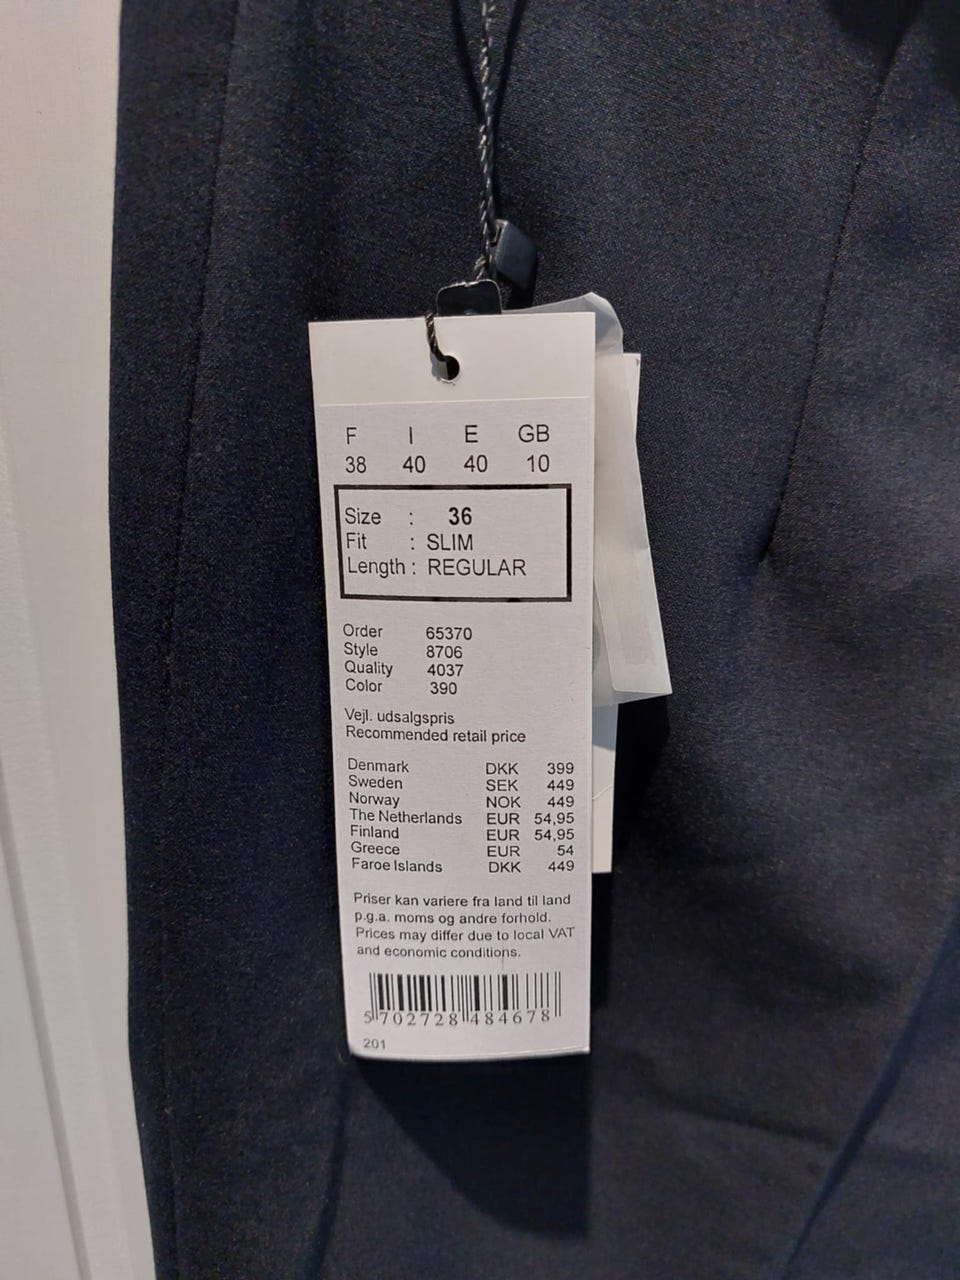 F I E GB
38 40 40 10
Size : 36
Fit : SLIM
Length : REGULAR
Order 65370
Style 8706
Quality 4037
Color 390
Vejl. udsalgspris
Recommended retail price
Denmark DKK 399
Sweden SEK 449
Norway NOK 449
The Netherlands EUR 54,95
Finland EUR 54,95
Greece EUR 54
Faroe Islands DKK 449
Priser kan variere fra land til land
p.g.a. moms og andre forhold.
Prices may differ due to local VAT
and economic conditions.
5 702728 484678
201